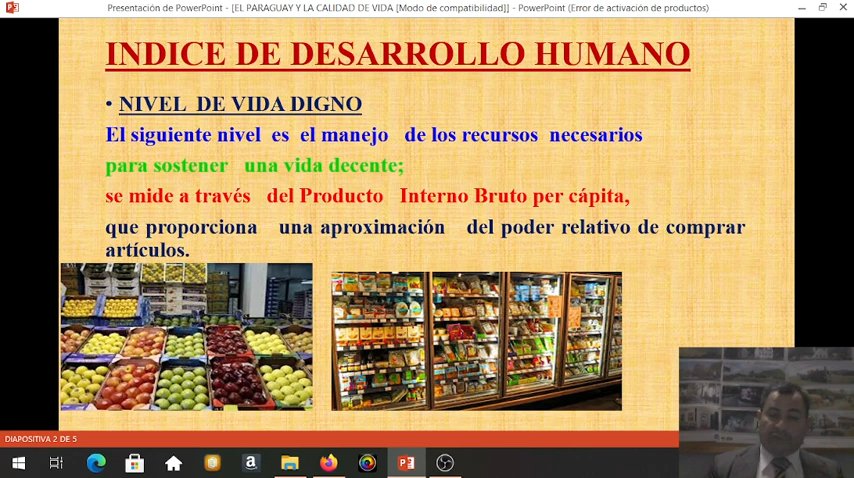 Presentación de PowerPoint - [EL PARAGUAY Y LA CALIDAD DE VIDA [Modo de compatibilidad]] - PowerPoint (Error de activación de productos)
INDICE DE DESARROLLO HUMANO
• NIVEL DE VIDA DIGNO
El siguiente nivel es el manejo de los recursos necesarios
para sostener una vida decente;
se mide a través del Producto Interno Bruto per cápita,
que proporciona una aproximación del poder relativo de comprar
artículos.
DIAPOSITIVA 2 DE 5